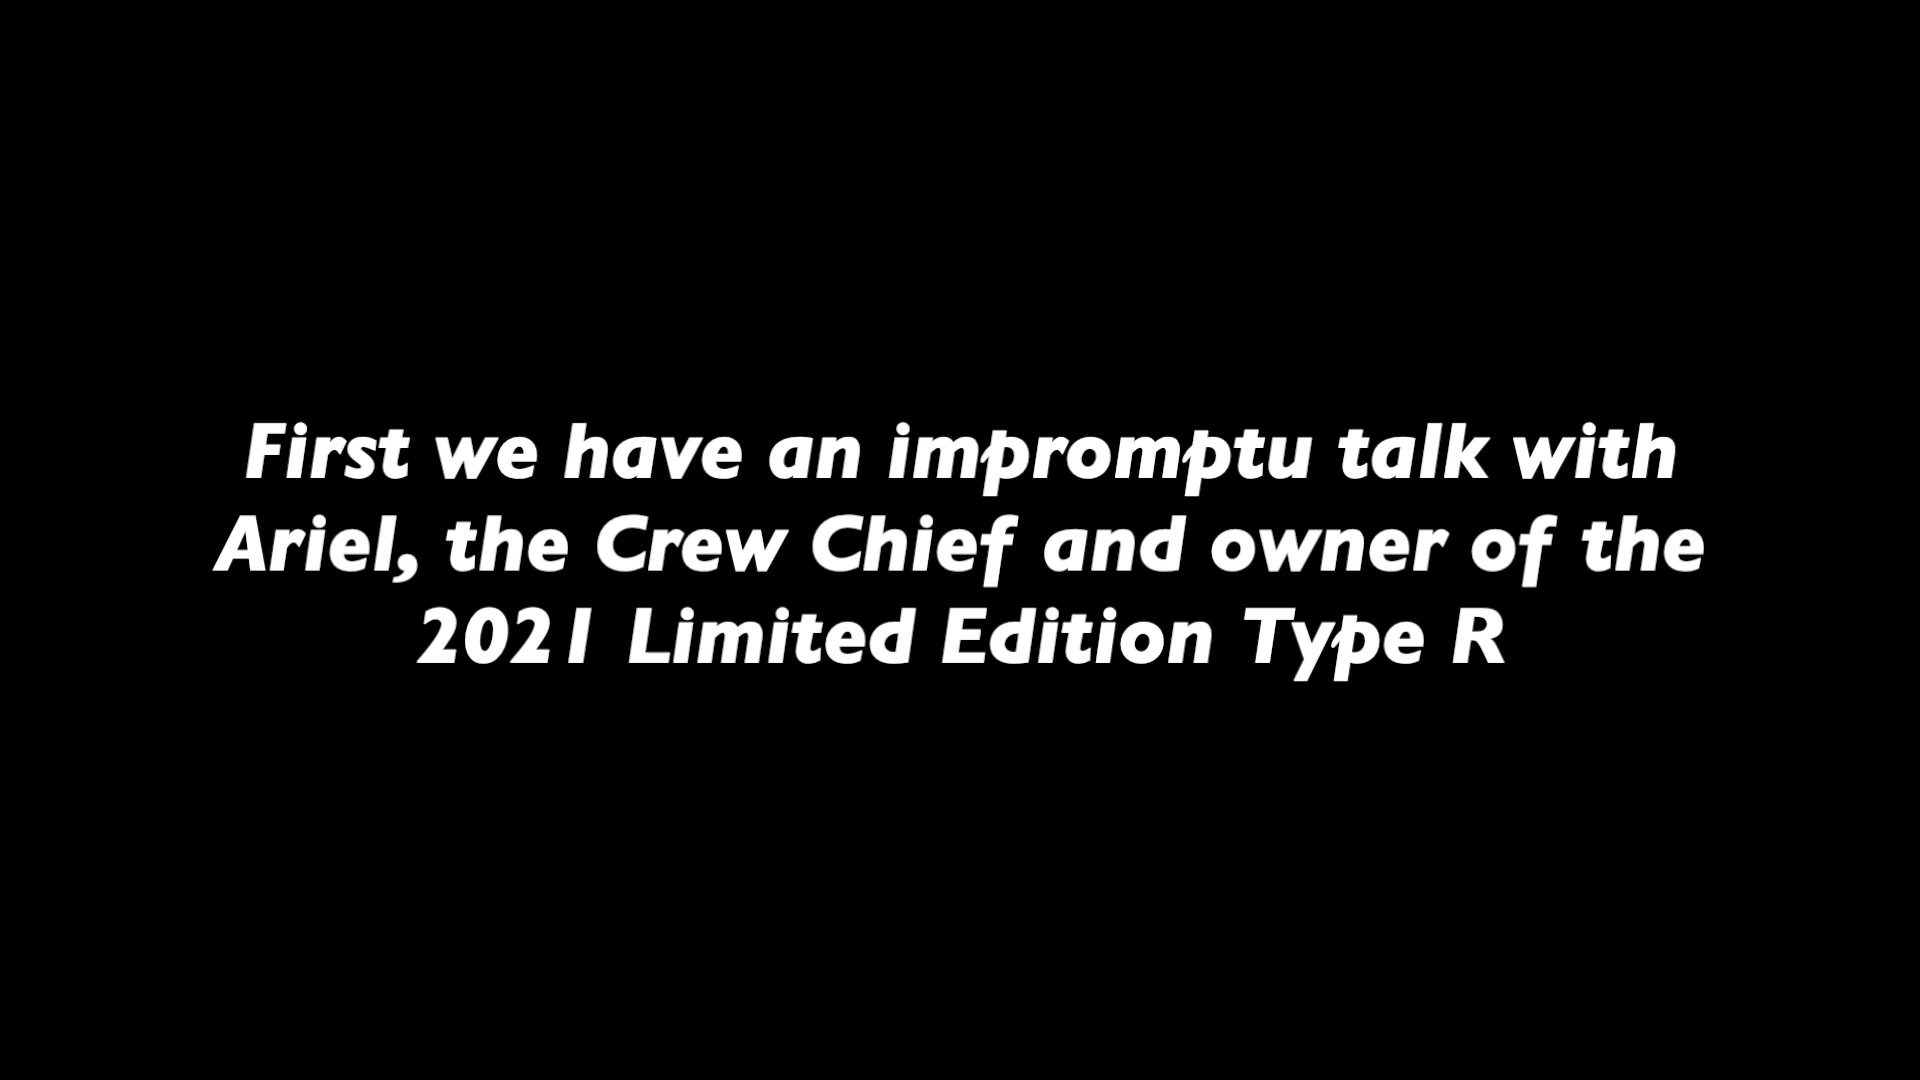 First we have an impromptu talk with
Ariel, the Crew Chief and owner of the
2021 Limited Edition Type R